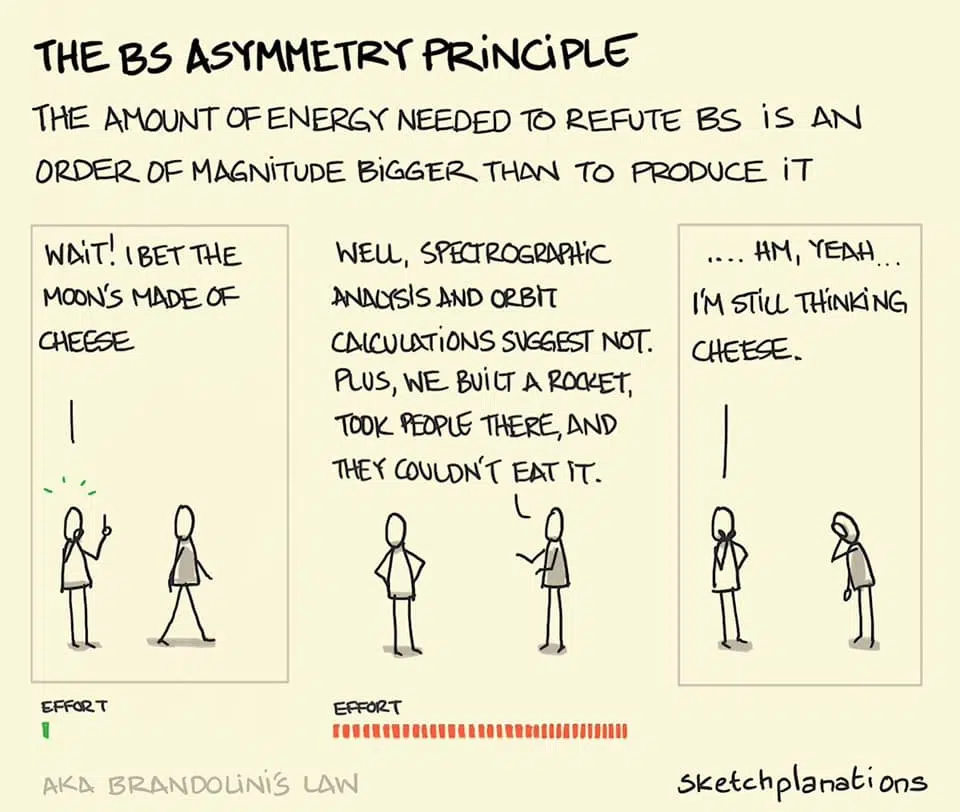 THE BS ASYMMETRY PRINCIPLE
THE AMOUNT OF ENERGY NEEDED TO REFUTE BS IS AN
ORDER OF MAGNITUDE BIGGER THAN TO PRODUCE IT
WAIT! I BET THE
MOON'S MADE OF
CHEESE
WELL, SPECTROGRAPHIC
ANALYSIS AND ORBIT
CALCULATIONS SUGGEST NOT.
PLUS, WE BUILT A ROCKET,
TOOK PEOPLE THERE, AND
THEY COULDN'T EAT IT.
.... HM, YEAH...
I'M STILL THINKING
CHEESE.
EFFORT
EFFORT
AKA BRANDOLINI'S LAW
sketchplanations